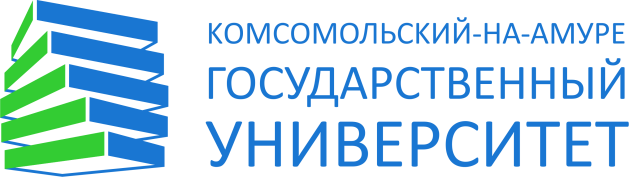 КОМСОМОЛЬСКИЙ-НА-АМУРЕ
ГОСУДАРСТВЕННЫЙ
УНИВЕРСИТЕТ